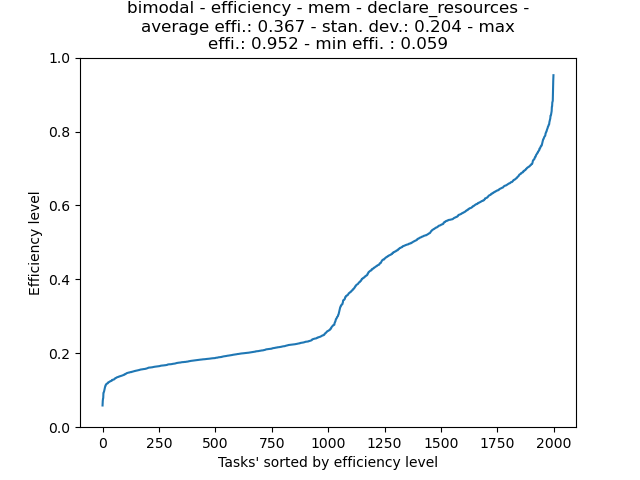 bimodal - efficiency - mem - declare_resources -
average effi.: 0.367 - stan. dev.: 0.204 - max
effi.: 0.952 - min effi. : 0.059
1.0
0.8
0.6
0.4
0.2
0.0
Efficiency level
0 250 500 750 1000 1250 1500 1750 2000
Tasks' sorted by efficiency level